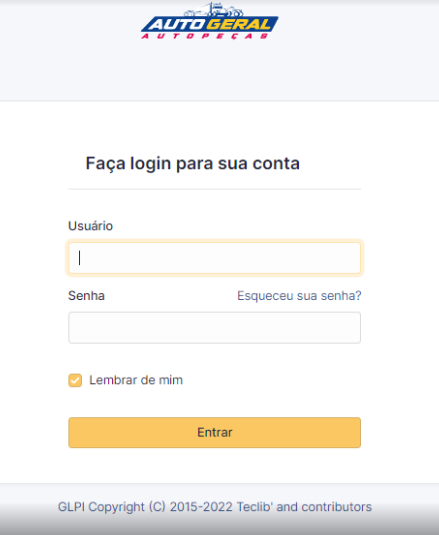 AUTO GERAL
AUTOPEÇAS
Faça login para sua conta
Usuário
Senha Esqueceu sua senha?
Lembrar de mim
Entrar
GLPI Copyright (C) 2015-2022 Teclib' and contributors